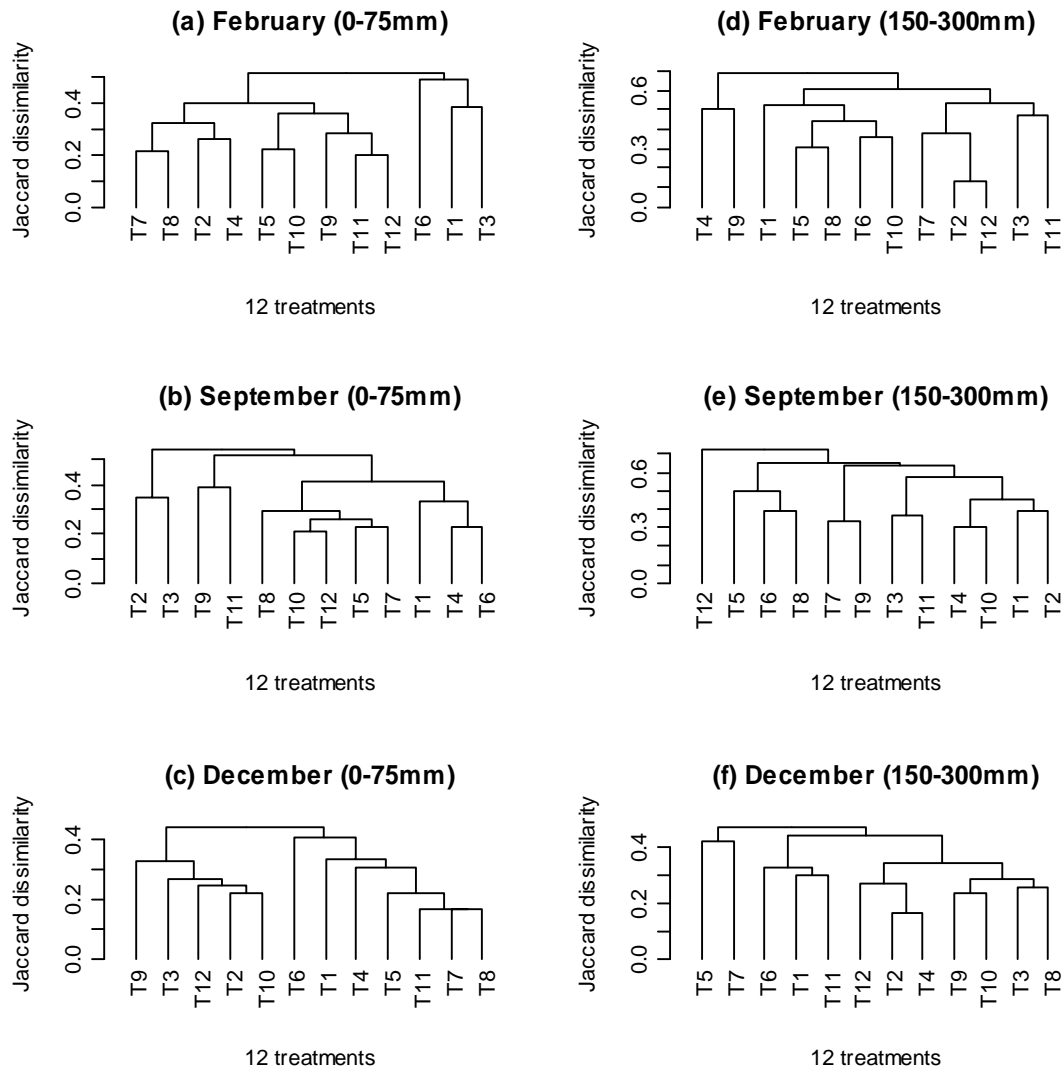 (a) February (0-75mm)
Jaccard dissimilarity
0.0 0.2 0.4
T7 T8 T2 T4 T5 T10 T9 T11 T12 T6 T1 T3
12 treatments
(d) February (150-300mm)
Jaccard dissimilarity
0.0 0.3 0.6
T4 T9 T1 T5 T8 T6 T10 T7 T2 T12 T3 T11
12 treatments
(b) September (0-75mm)
Jaccard dissimilarity
0.0 0.2 0.4
T2 T3 T9 T11 T8 T10 T12 T5 T7 T1 T4 T6
12 treatments
(e) September (150-300mm)
Jaccard dissimilarity
0.0 0.3 0.6
T12 T5 T6 T8 T7 T9 T3 T11 T4 T10 T1 T2
12 treatments
(c) December (0-75mm)
Jaccard dissimilarity
0.0 0.2 0.4
T9 T3 T12 T2 T10 T6 T1 T4 T5 T11 T7 T8
12 treatments
(f) December (150-300mm)
Jaccard dissimilarity
0.0 0.2 0.4
T5 T7 T6 T1 T11 T12 T2 T4 T9 T10 T3 T8
12 treatments